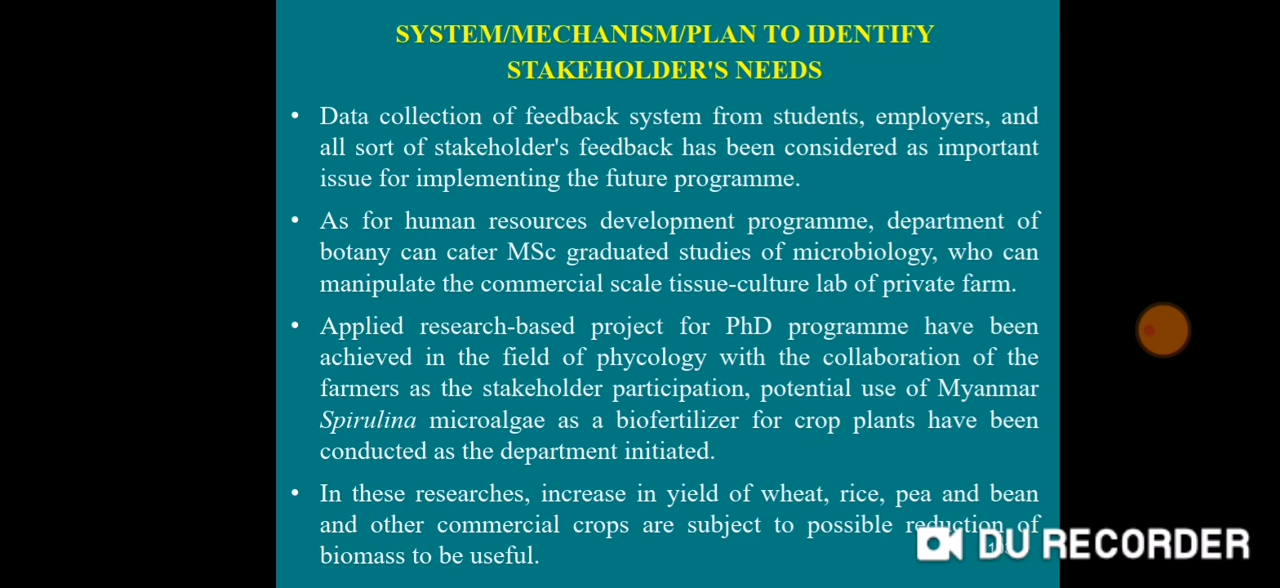 SYSTEM/MECHANISM/PLAN TO IDENTIFY
STAKEHOLDER'S NEEDS
• Data collection of feedback system from students, employers, and
all sort of stakeholder's feedback has been considered as important
issue for implementing the future programme.
• As for human resources development programme, department of
botany can cater MSc graduated studies of microbiology, who can
manipulate the commercial scale tissue-culture lab of private farm.
• Applied research-based project for PhD programme have been
achieved in the field of phycology with the collaboration of the
farmers as the stakeholder participation, potential use of Myanmar
Spirulina microalgae as a biofertilizer for crop plants have been
conducted as the department initiated.
• In these researches, increase in yield of wheat, rice, pea and bean
and other commercial crops are subject to possible reduction of
biomass to be useful.
DU RECORDER